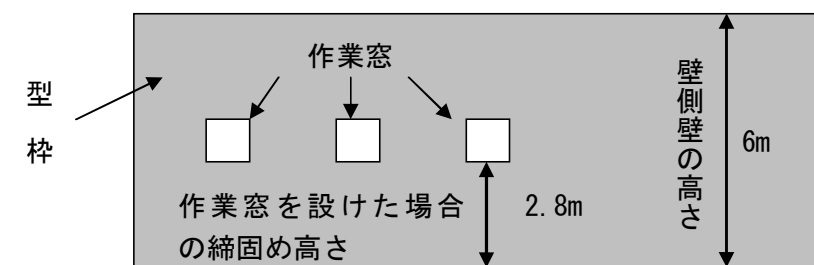 作業窓
型枠
壁側壁の高さ
6m
作業窓を設けた場合
の締固め高さ
2.8m